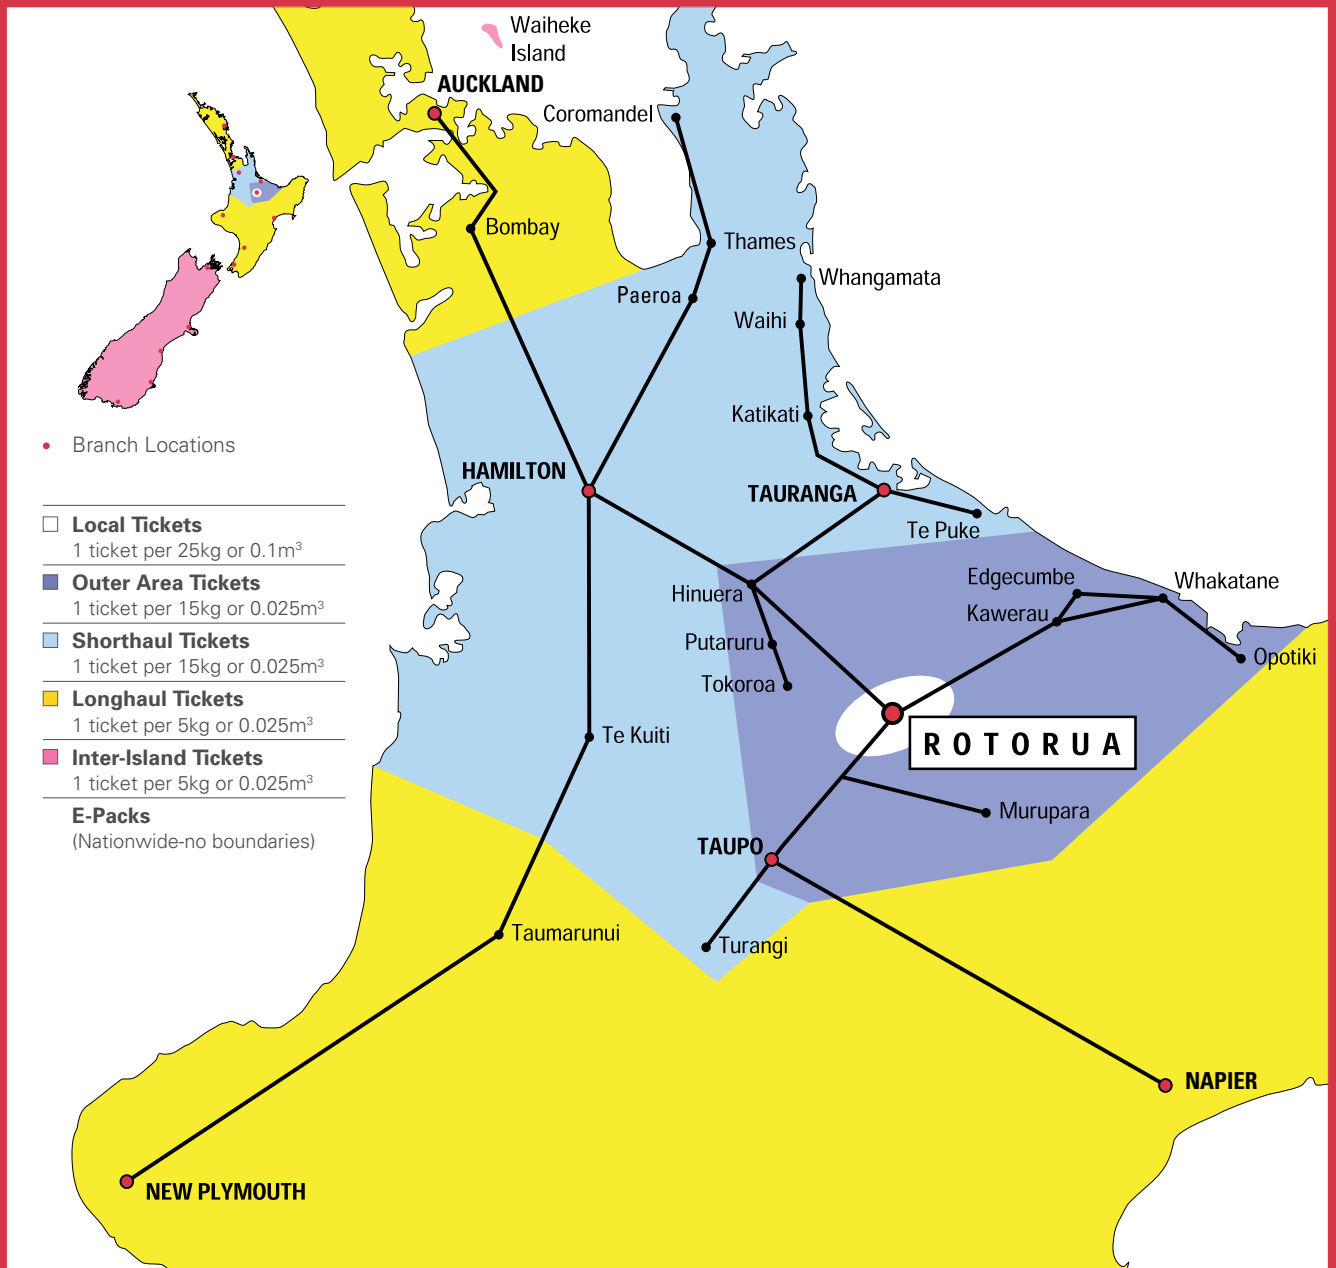 Waiheke
Island
AUCKLAND
Coromandel
Bombay
Thames
Paeroa
Whangamata
Waihi
Katikati
• Branch Locations
HAMILTON
TAURANGA
Te Puke
Local Tickets
1 ticket per 25kg or 0.1m³
Outer Area Tickets
1 ticket per 15kg or 0.025m³
Shorthaul Tickets
1 ticket per 15kg or 0.025m³
Longhaul Tickets
1 ticket per 5kg or 0.025m³
Inter-Island Tickets
1 ticket per 5kg or 0.025m³
E-Packs
(Nationwide-no boundaries)
Hinuera
Edgecumbe
Whakatane
Kawerau
Putaruru
Opotiki
Tokoroa
Te Kuiti
ROTORUA
Murupara
TAUPO
Taumarunui
Turangi
NAPIER
NEW PLYMOUTH